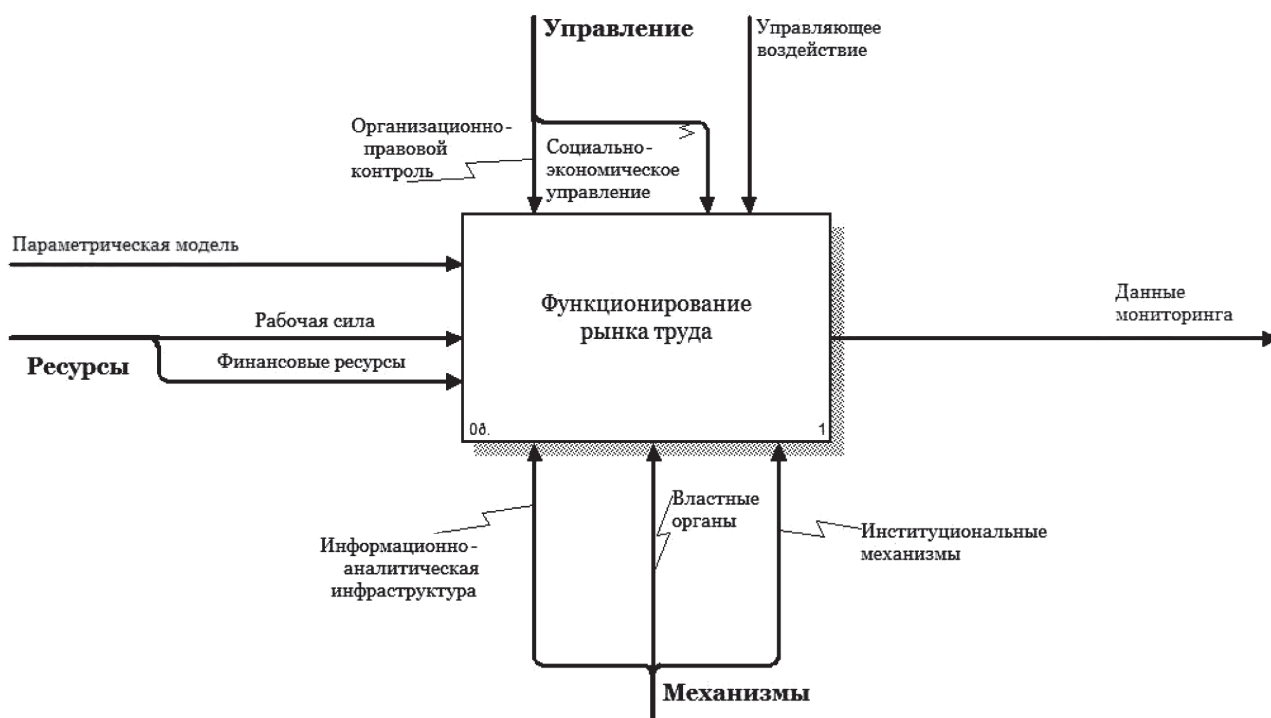 Управление
Управляющее
воздействие
Организационно-
правовой
контроль
Социально-
экономическое
управление
Параметрическая модель
Рабочая сила
Ресурсы
Финансовые ресурсы
Функционирование
рынка труда
0д.
1
Данные
мониторинга
Информационно-
аналитическая
инфраструктура
Властные
органы
Институциональные
механизмы
Механизмы